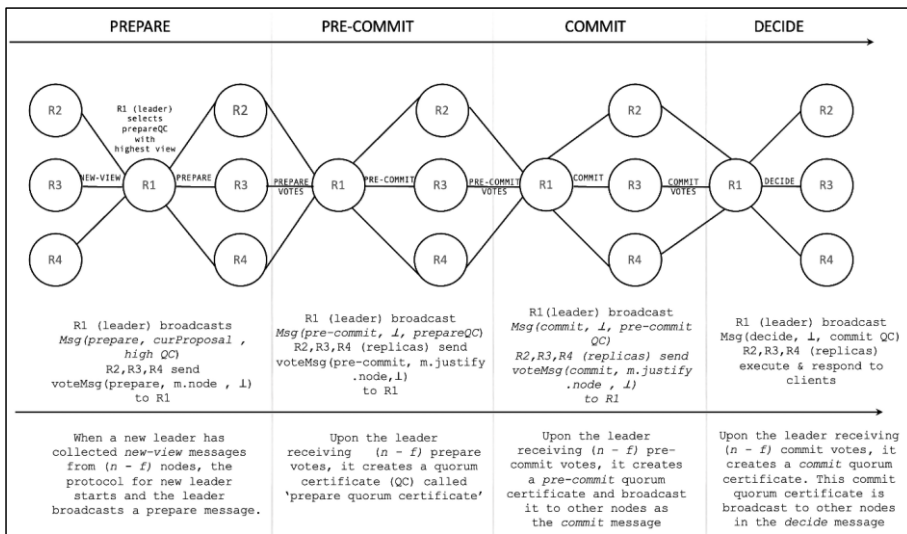 PREPARE
PRE-COMMIT
COMMIT
DECIDE
R2
R1 (leader)
selects
prepareQC
with
highest view
R2
R2
R2
R2
R3
NEW-VIEW
R1
PREPARE
R3
PREPARE
VOTES
R1
PRE-COMMIT
R3
PRE-COMMIT
VOTES
R1
COMMIT
R3
COMMIT
VOTES
R1
DECIDE
R3
R4
R4
R4
R4
R4
R1 (leader) broadcasts
Msg(prepare, curProposal ,
high QC)
R2,R3,R4 send
voteMsg(prepare, m.node , ⊥)
to R1
R1 (leader) broadcast
Msg(pre-commit, ⊥, prepareQC)
R2,R3,R4 (replicas) send
voteMsg(pre-commit, m.justify
.node,⊥)
to R1
R1(leader) broadcast
Msg(commit, ⊥, pre-commit
QC)
R2,R3,R4 (replicas) send
voteMsg(commit, m.justify
.node , ⊥)
to R1
R1 (leader) broadcast
Msg(decide, ⊥, commit QC)
R2,R3,R4 (replicas)
execute & respond to
clients
When a new leader has
collected new-view messages
from (n - f) nodes, the
protocol for new leader
starts and the leader
broadcasts a prepare message.
Upon the leader
receiving (n - f) prepare
votes, it creates a quorum
certificate (QC) called
‘prepare quorum certificate’
Upon the leader
receiving (n - f) pre-
commit votes, it creates
a pre-commit quorum
certificate and broadcast
it to other nodes as
the commit message
Upon the leader receiving
(n - f) commit votes, it
creates a commit quorum
certificate. This commit
quorum certificate is
broadcast to other nodes
in the decide message